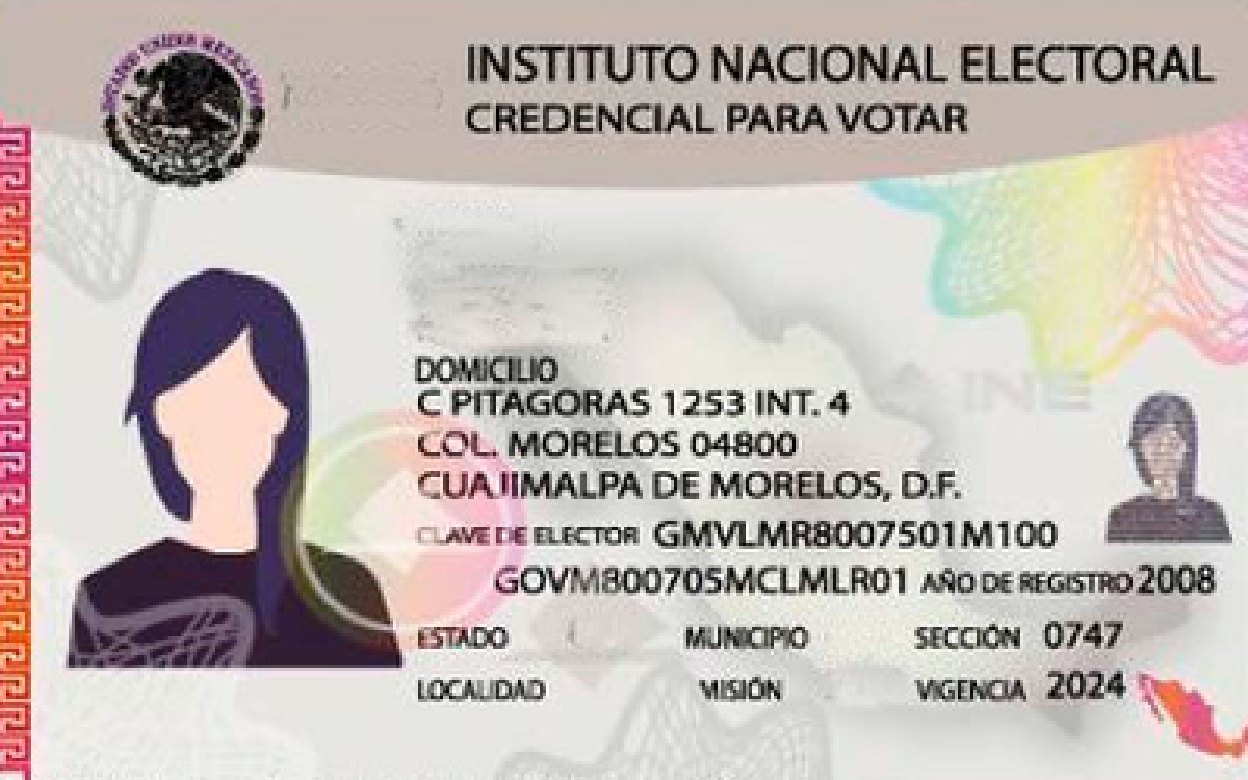 ESTADOS UNIDOS MEXICANOS
INSTITUTO NACIONAL ELECTORAL
CREDENCIAL PARA VOTAR
INE
DOMICILIO
C PITAGORAS 1253 INT. 4
COL. MORELOS 04800
CUAJIMALPA DE MORELOS, D.F.
CLAVE DE ELECTOR GMVLMR8007501M100
GOVM800705MCLMLR01 AÑO DE REGISTRO 2008
ESTADO MUNICIPIO SECCIÓN 0747
LOCALIDAD MISIÓN VIGENCIA 2024